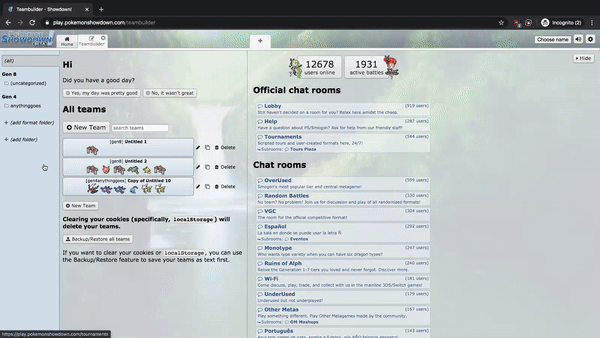 Teambuilder - Showdown!
play.pokemonshowdown.com/teambuilder
Incognito (2)
Showdown
Home
Teambuilder
Choose name
(all)
Gen 8
(uncategorized)
Gen 4
anythinggoes
(add format folder)
(add folder)
Hi
Did you have a good day?
Yes, my day was pretty good
No, it wasn't great
All teams
New Team
search teams
[gen8] Untitled 1
Delete
[gen8] Untitled 2
Delete
[gen4anythinggoes] Copy of Untitled 10
Delete
New Team
Clearing your cookies (specifically, localStorage) will
delete your teams.
Backup/Restore all teams
If you want to clear your cookies or localStorage, you can
use the Backup/Restore feature to save your teams as text first.
12678
users online
1931
active battles
Hide
Official chat rooms
Lobby
(919 users)
Still haven't decided on a room for you? Relax here amidst the chaos.
Help
(267 users)
Have a question about PS/Smogon? Ask for help from our friendly staff!
Tournaments
(384 users)
Scripted tours and user-created formats here, 24/7!
Subrooms: Tours Plaza
Chat rooms
OverUsed
(599 users)
Smogon's most popular tier and central metagame!
Random Battles
(320 users)
No team? No problem! Join us for discussion and play of all randomized formats!
VGC
(304 users)
The room for the official competitive format!
Español
(202 users)
La sala en donde se puede usar la letra Ñ
Subrooms: Eventos
Monotype
(247 users)
Who wants type variety when you can have six dragon types?
Ruins of Alph
(240 users)
Relive the Generation 1-7 tiers you loved and never forgot. Discover more.
Wi-Fi
(181 users)
Come discuss, play, trade, and collect with us in the mainline 3DS/Switch games!
UnderUsed
(179 users)
Underused but not underplayed!
Other Metas
(167 users)
Play something different. Play Other Metagames made by the community.
Subrooms: OM Mashups
Português
(143 users)
https://play.pokemonshowdown.com/tournaments